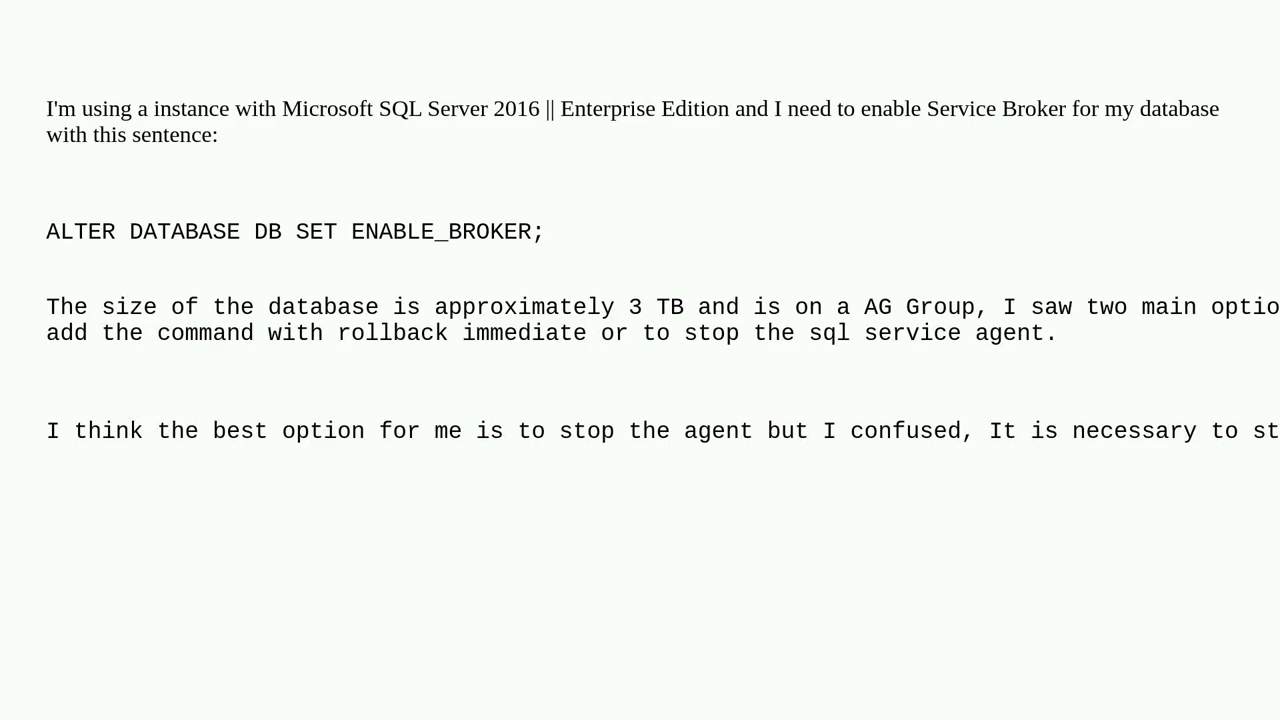 I'm using a instance with Microsoft SQL Server 2016 || Enterprise Edition and I need to enable Service Broker for my database
with this sentence:
ALTER DATABASE DB SET ENABLE_BROKER;
The size of the database is approximately 3 TB and is on a AG Group, I saw two main
add the command with rollback immediate or to stop the sql service agent.
I think the best option for me is to stop the agent but I confused, It is necessary to